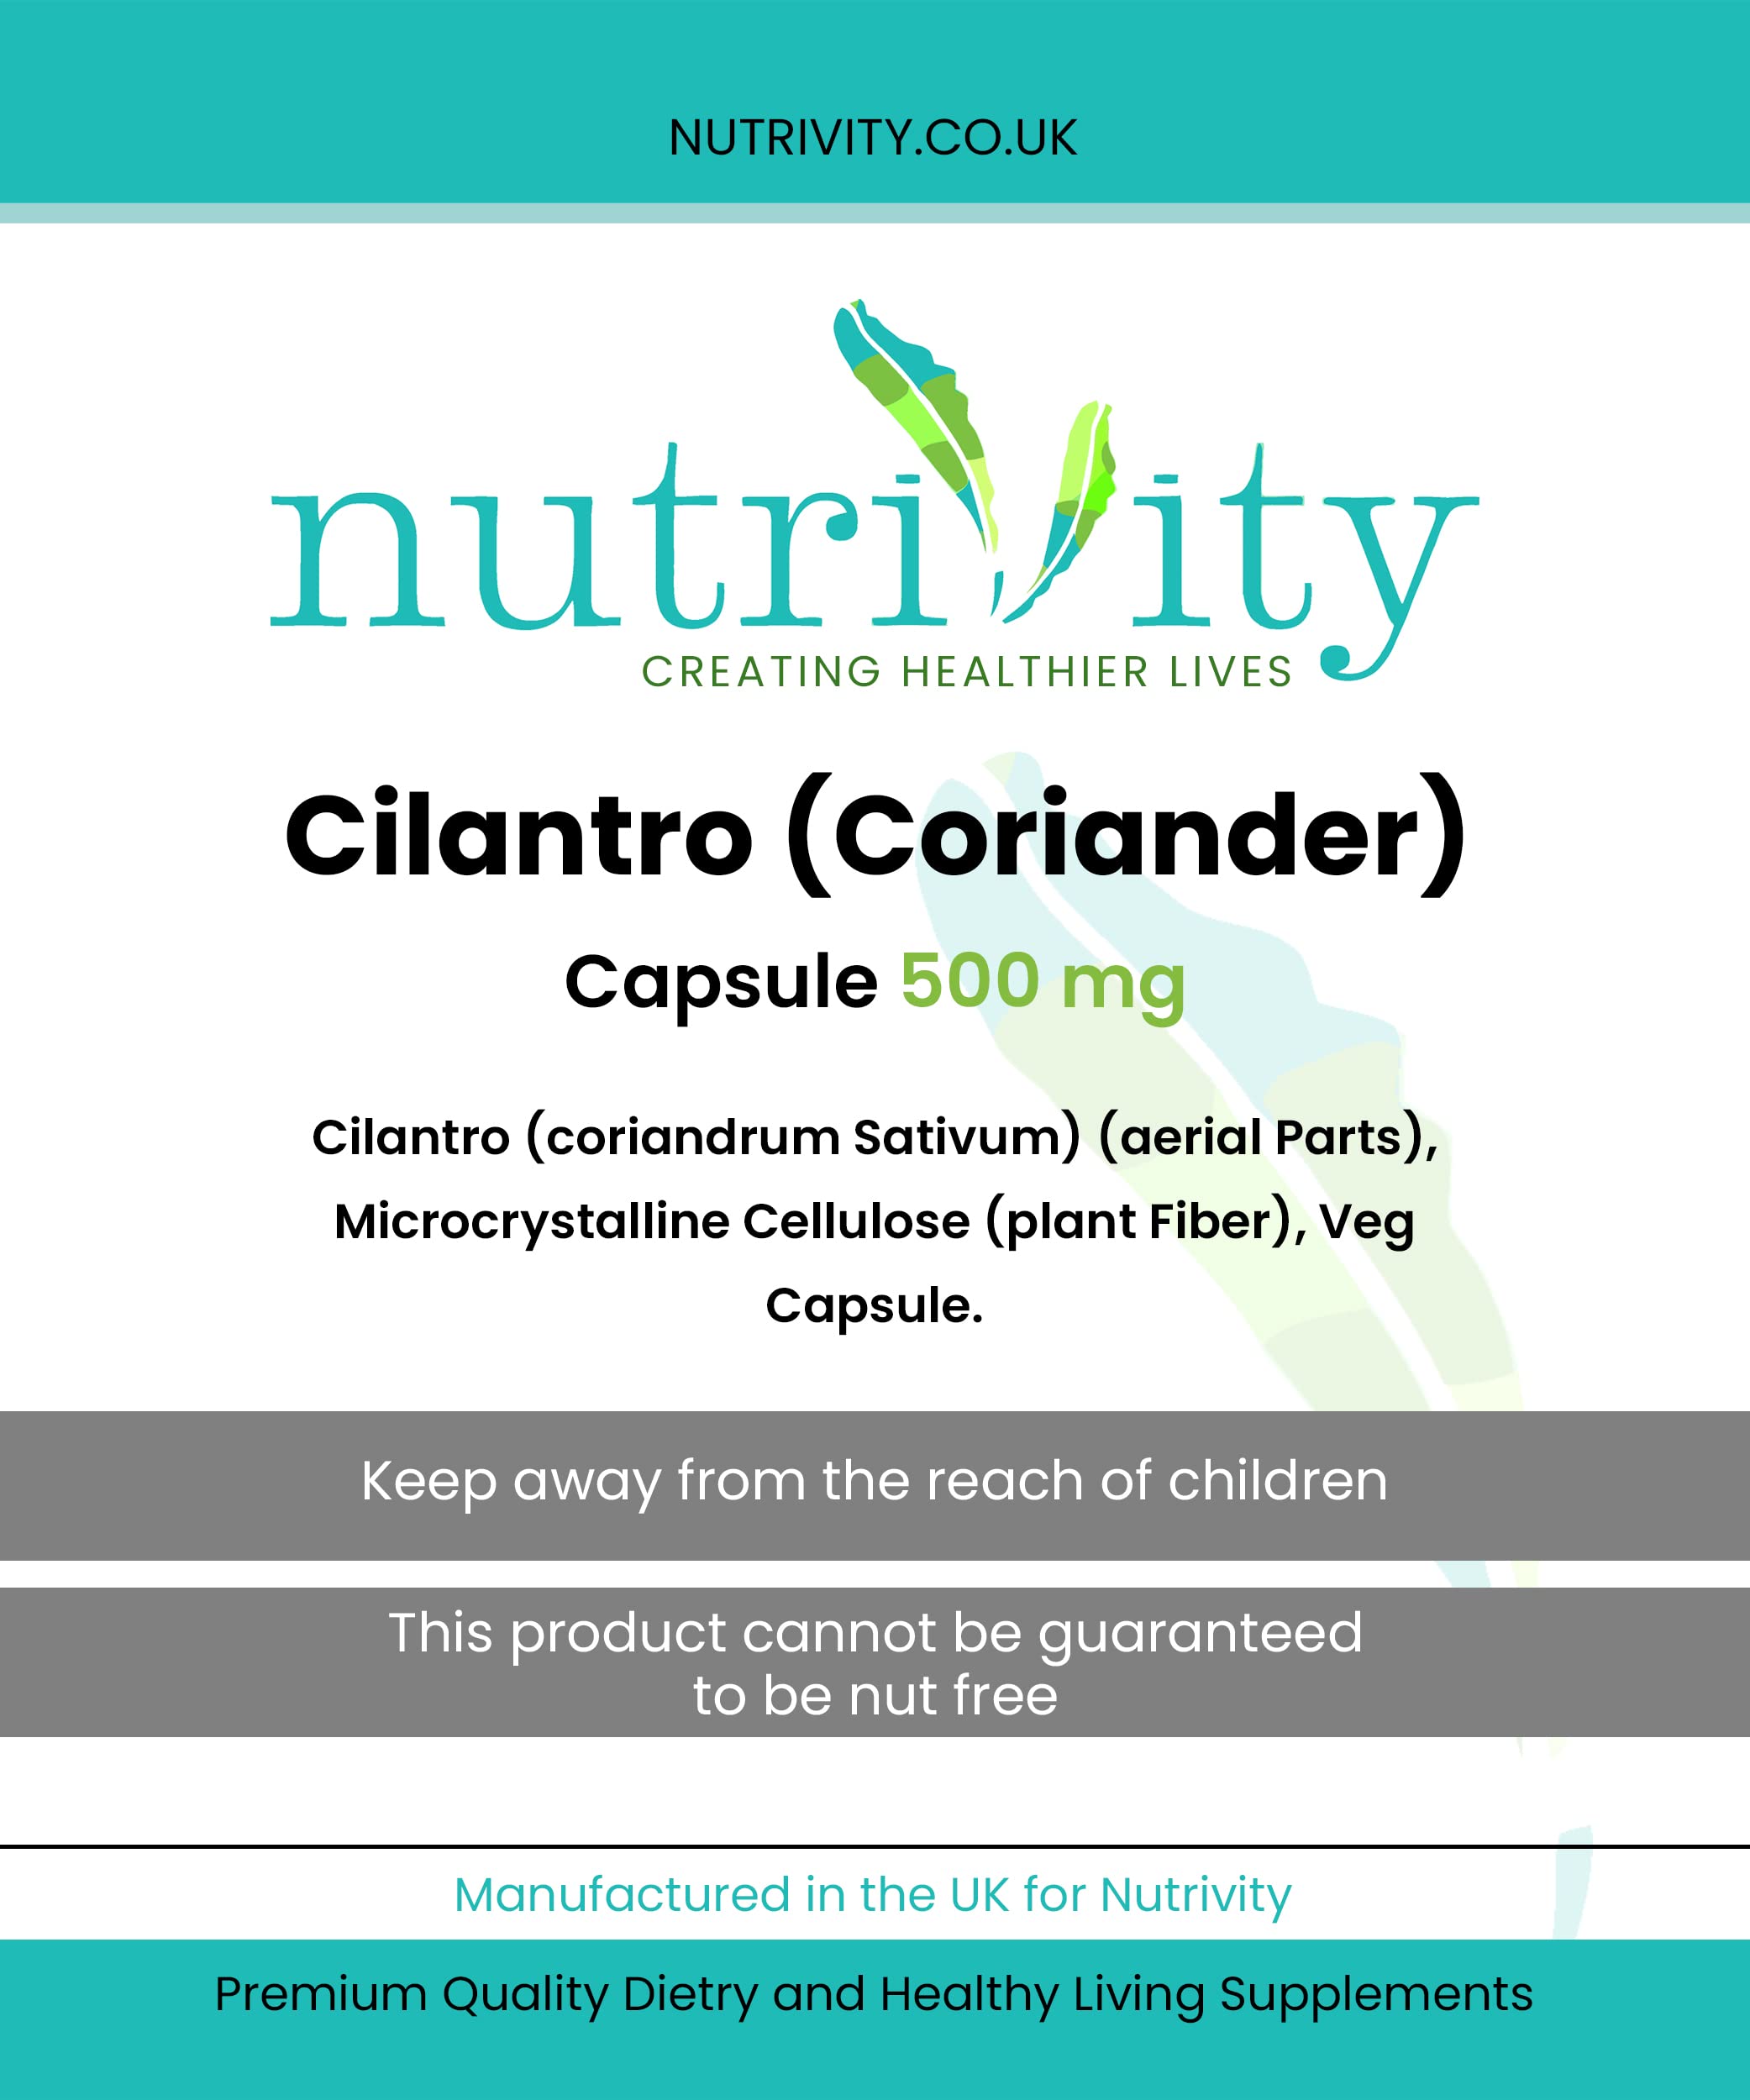 NUTRIVITY.CO.UK
nutrivity
CREATING HEALTHIER LIVES
Cilantro (Coriander)
Capsule 500 mg
Cilantro (coriandrum Sativum) (aerial Parts),
Microcrystalline Cellulose (plant Fiber), Veg
Capsule.
Keep away from the reach of children
This product cannot be guaranteed
to be nut free
Manufactured in the UK for Nutrivity
Premium Quality Dietry and Healthy Living Supplements